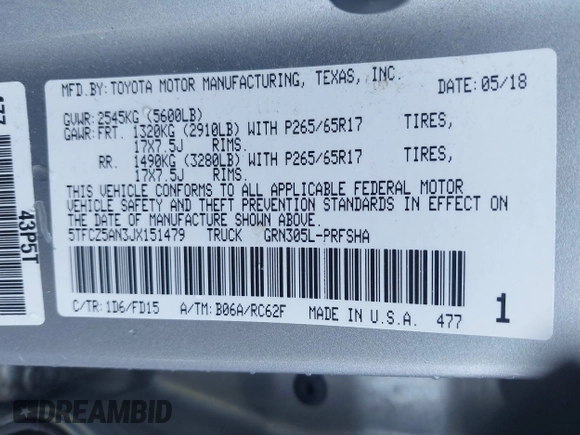 MFD.BY:TOYOTA MOTOR MANUFACTURING, TEXAS, INC.
DATE:05/18
GVWR:2545KG (5600LB)
GAWR:FRT. 1320KG (2910LB) WITH P265/65R17 TIRES,
17X7.5J RIMS.
RR. 1490KG (3280LB) WITH P265/65R17 TIRES,
17X7.5J RIMS.
THIS VEHICLE CONFORMS TO ALL APPLICABLE FEDERAL MOTOR
VEHICLE SAFETY AND THEFT PREVENTION STANDARDS IN EFFECT ON
THE DATE OF MANUFACTURE SHOWN ABOVE.
5TFCZ5AN3JX151479 TRUCK GRN305L-PRFSHA
C/TR:1D6/FD15 A/TM:B06A/RC62F MADE IN U.S.A. 477 1
43P5T
DREAMBID